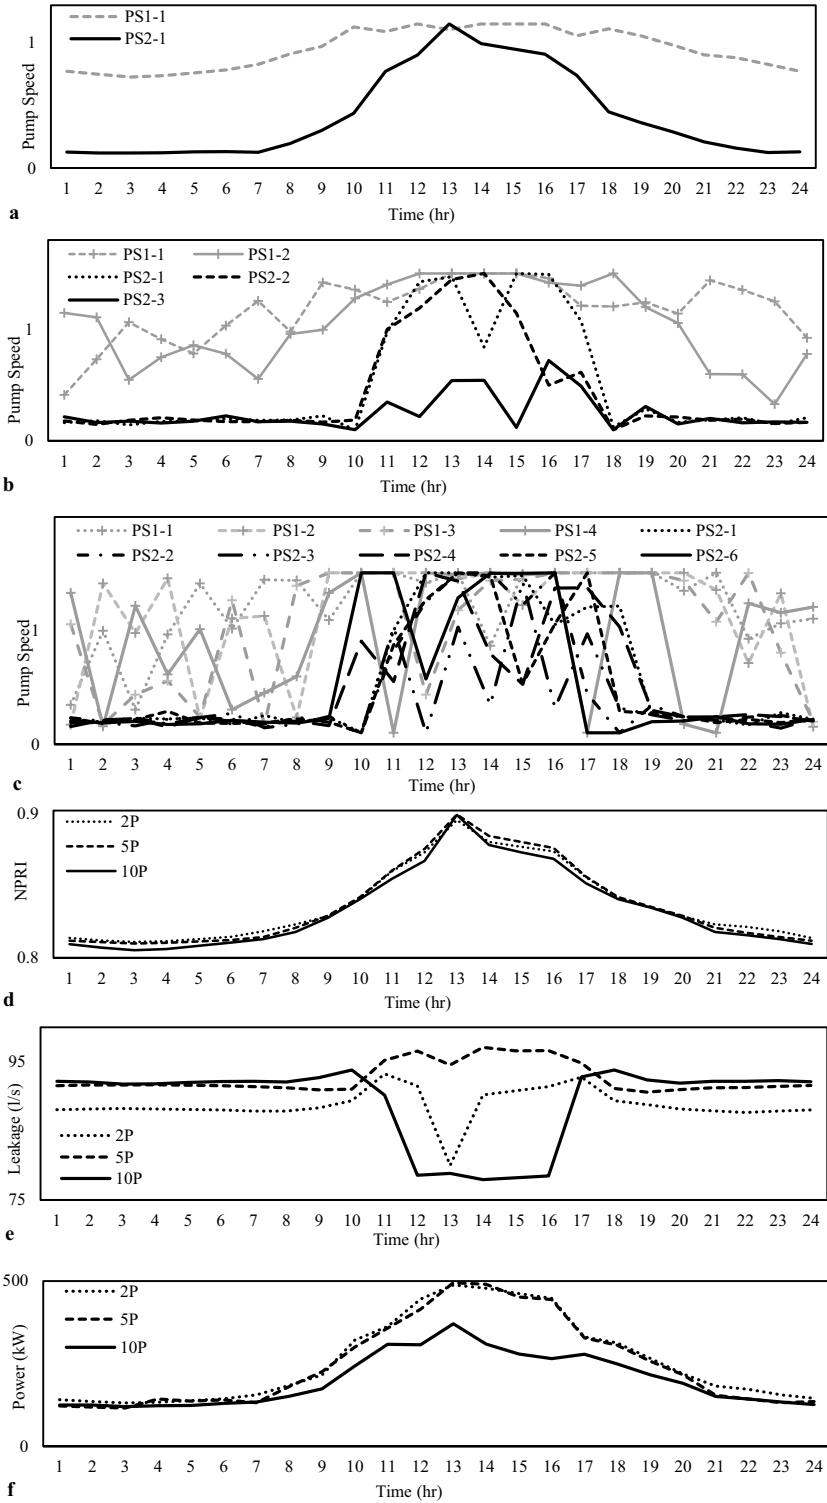 PS1-1
PS2-1
1
0
Pump Speed
1 2 3 4 5 6 7 8 9 10 11 12 13 14 15 16 17 18 19 20 21 22 23 24
Time (hr)
a
PS1-1 PS1-2
PS2-1 PS2-2
PS2-3
1
0
Pump Speed
1 2 3 4 5 6 7 8 9 10 11 12 13 14 15 16 17 18 19 20 21 22 23 24
Time (hr)
b
PS1-1 PS1-2 PS1-3 PS1-4 PS2-1
PS2-2 PS2-3 PS2-4 PS2-5 PS2-6
1
0
Pump Speed
1 2 3 4 5 6 7 8 9 10 11 12 13 14 15 16 17 18 19 20 21 22 23 24
Time (hr)
c
0.9
2P
5P
10P
NPRI
0.8
1 2 3 4 5 6 7 8 9 10 11 12 13 14 15 16 17 18 19 20 21 22 23 24
Time (hr)
d
95
Leakage (l/s)
2P
5P
10P
75
1 2 3 4 5 6 7 8 9 10 11 12 13 14 15 16 17 18 19 20 21 22 23 24
Time (hr)
e
500
2P
5P
10P
Power (kW)
0
1 2 3 4 5 6 7 8 9 10 11 12 13 14 15 16 17 18 19 20 21 22 23 24
Time (hr)
f